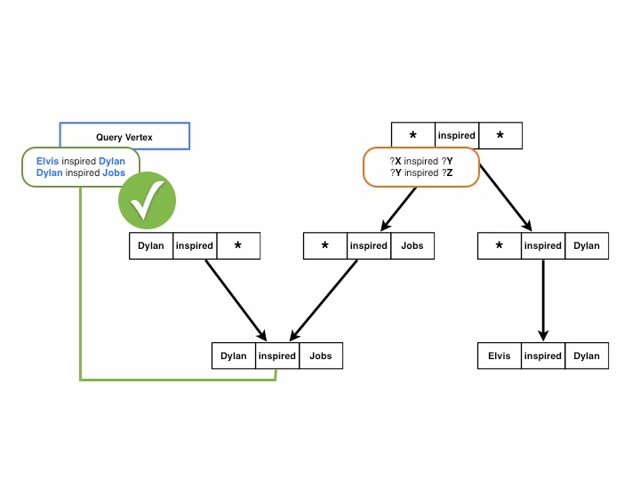 Query Vertex
Elvis inspired Dylan
Dylan inspired Jobs
* inspired *
?X inspired ?Y
?Y inspired ?Z
Dylan inspired *
* inspired Jobs
* inspired Dylan
Dylan inspired Jobs
Elvis inspired Dylan